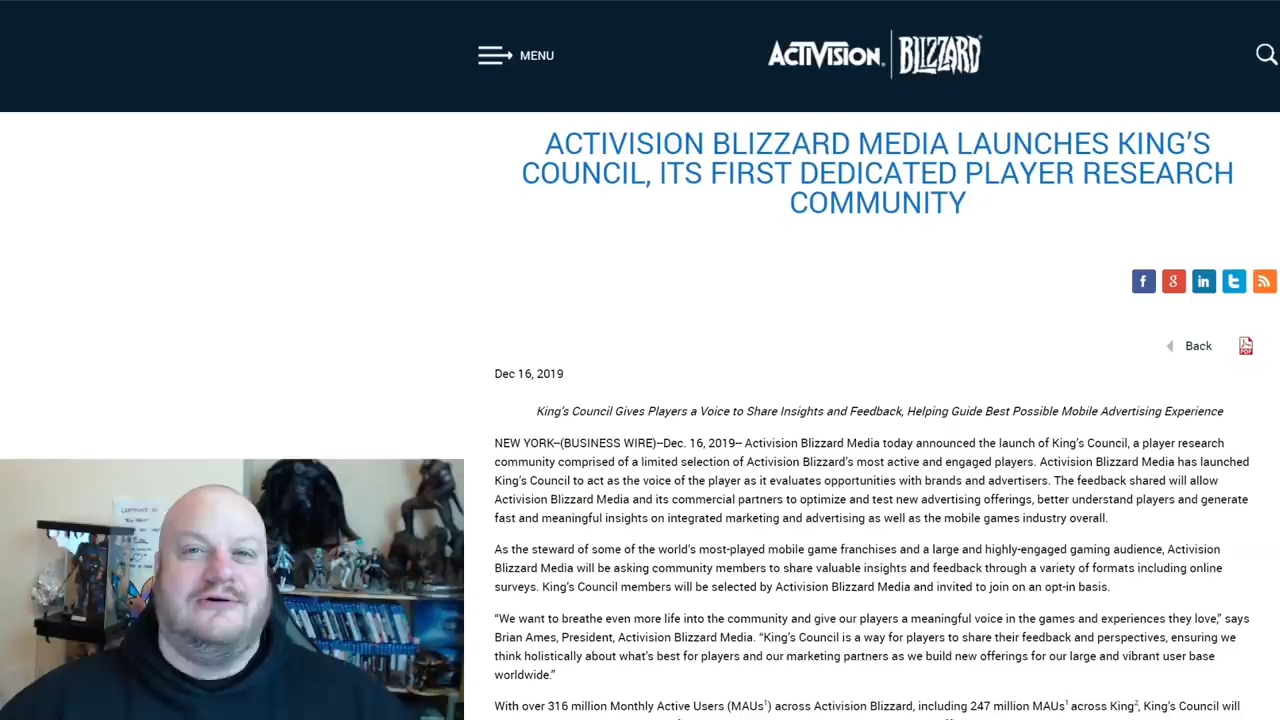 MENU
ACTIVISION. BLIZZARD
ACTIVISION BLIZZARD MEDIA LAUNCHES KING'S
COUNCIL, ITS FIRST DEDICATED PLAYER RESEARCH
COMMUNITY
Back
Dec 16, 2019
King's Council Gives Players a Voice to Share Insights and Feedback, Helping Guide Best Possible Mobile Advertising Experience
NEW YORK--(BUSINESS WIRE)--Dec. 16, 2019-- Activision Blizzard Media today announced the launch of King's Council, a player research
community comprised of a limited selection of Activision Blizzard's most active and engaged players. Activision Blizzard Media has launched
King's Council to act as the voice of the player as it evaluates opportunities with brands and advertisers. The feedback shared will allow
Activision Blizzard Media and its commercial partners to optimize and test new advertising offerings, better understand players and generate
fast and meaningful insights on integrated marketing and advertising as well as the mobile games industry overall.
As the steward of some of the world's most-played mobile game franchises and a large and highly-engaged gaming audience, Activision
Blizzard Media will be asking community members to share valuable insights and feedback through a variety of formats including online
surveys. King's Council members will be selected by Activision Blizzard Media and invited to join on an opt-in basis.
“We want to breathe even more life into the community and give our players a meaningful voice in the games and experiences they love,” says
Brian Ames, President, Activision Blizzard Media. “King's Council is a way for players to share their feedback and perspectives, ensuring we
think holistically about what's best for players and our marketing partners as we build new offerings for our large and vibrant user base
worldwide.”
With over 316 million Monthly Active Users (MAUs¹) across Activision Blizzard, including 247 million MAUs¹ across King², King's Council will